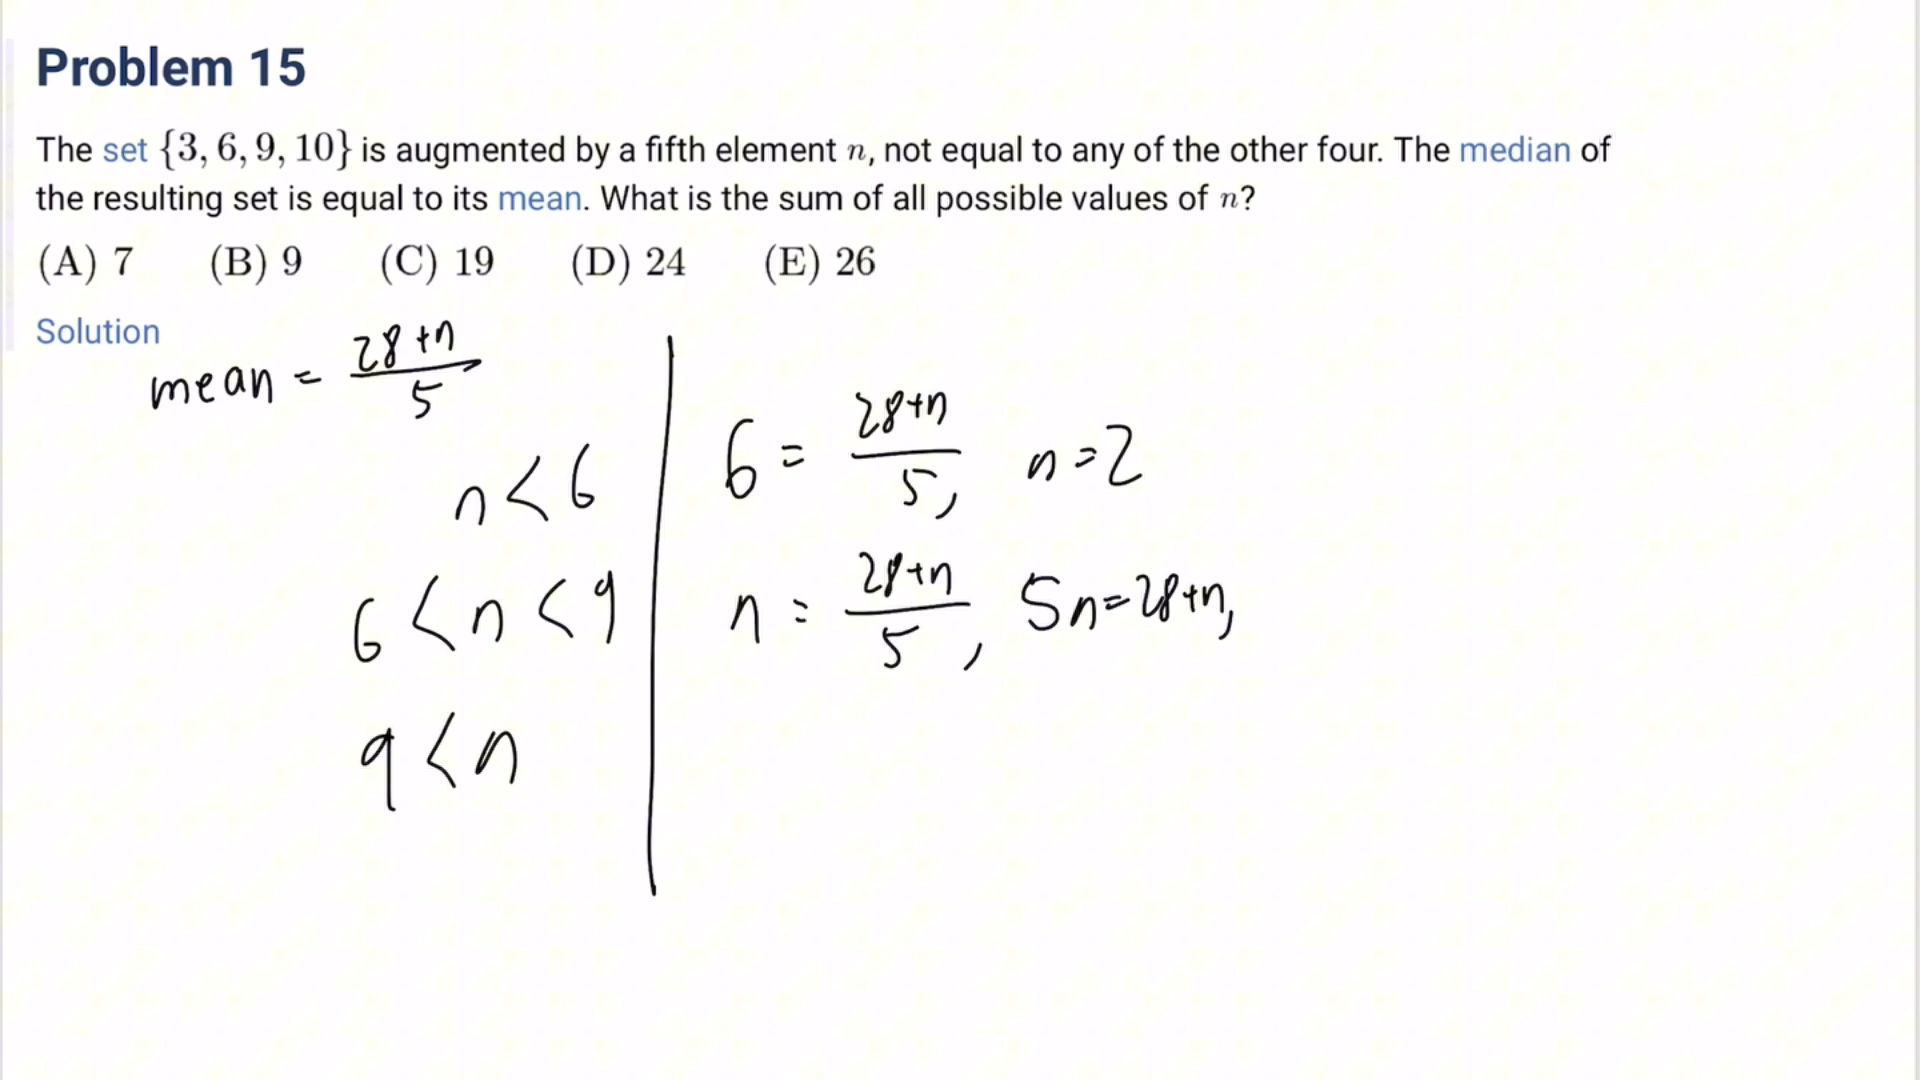 Problem 15
The set {3, 6, 9, 10} is augmented by a fifth element n, not equal to any of the other four. The median of
the resulting set is equal to its mean. What is the sum of all possible values of n?
(A) 7 (B) 9 (C) 19 (D) 24 (E) 26
Solution
mean = (28+n)/5
n < 6
6 = (28+n)/5, n = 2
6 < n < 9
n = (28+n)/5, 5n = 28+n,
9 < n